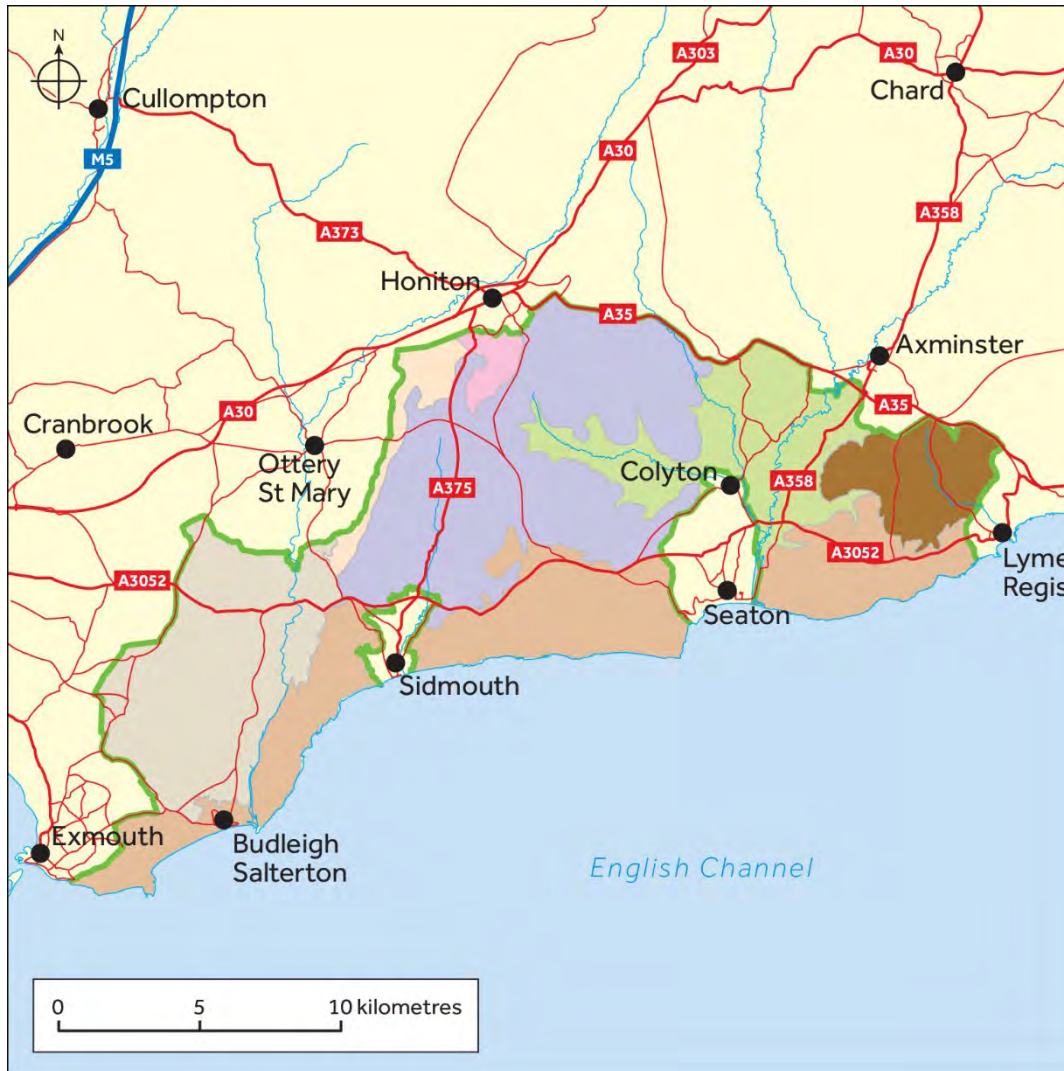 N
Cullompton
M5
A303
A30
Chard
A30
A358
A373
Honiton
A35
Axminster
A35
A30
Cranbrook
Ottery
St Mary
A375
Colyton
A358
A3052
A3052
Lyme
Regis
Seaton
Sidmouth
Exmouth
Budleigh
Salterton
English Channel
0 5 10 kilometres